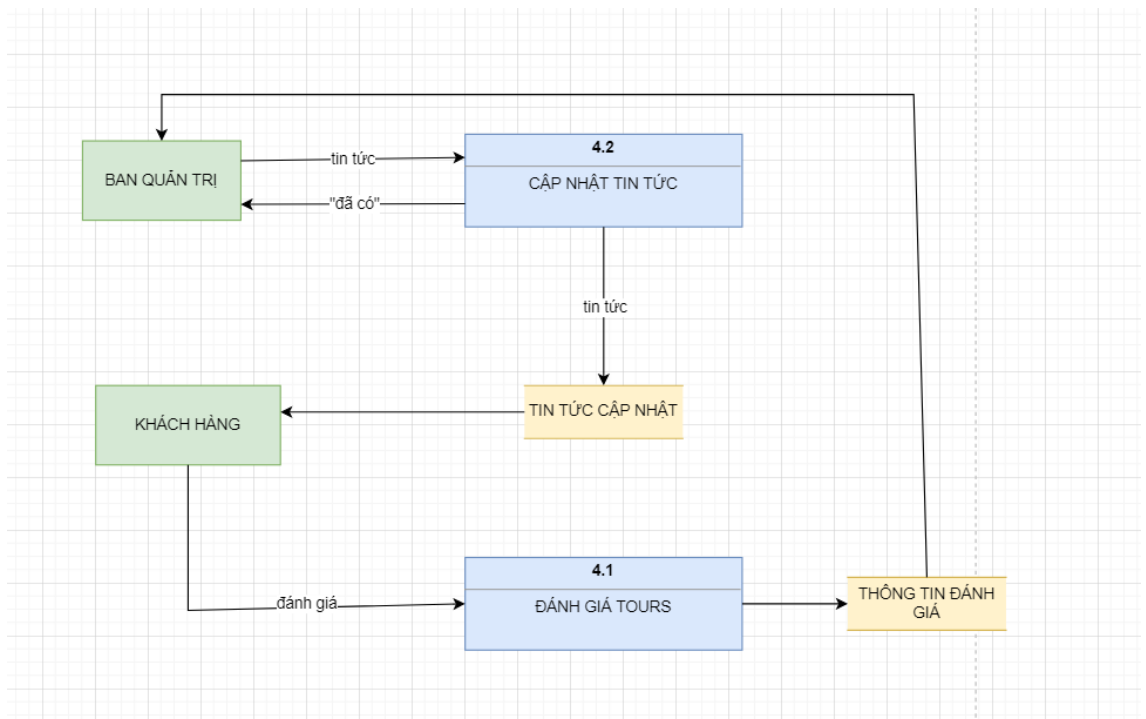 4.2
BAN QUẢN TRỊ
tin tức
CẬP NHẬT TIN TỨC
"đã có"
tin tức
TIN TỨC CẬP NHẬT
KHÁCH HÀNG
4.1
đánh giá
ĐÁNH GIÁ TOURS
THÔNG TIN ĐÁNH
GIÁ